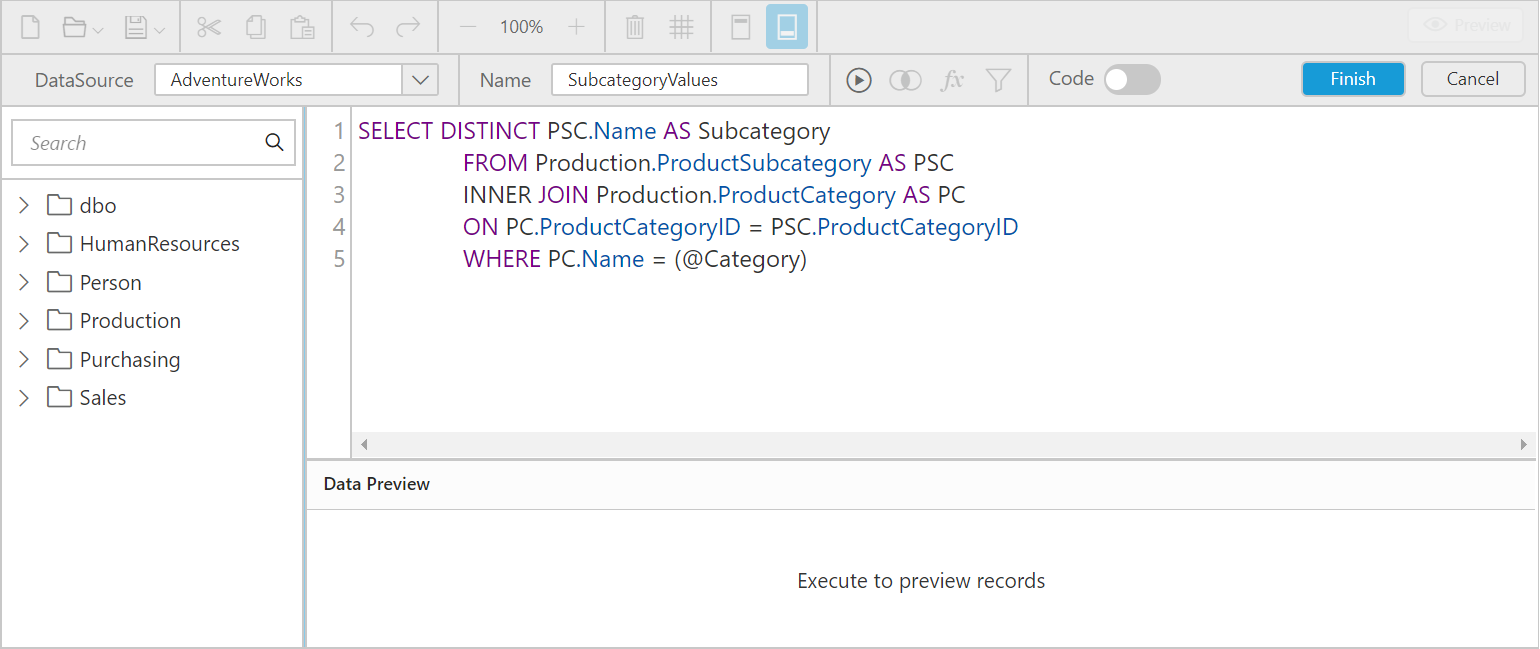 100%
Preview
DataSource AdventureWorks Name SubcategoryValues fx Code Finish Cancel
Search
dbo
HumanResources
Person
Production
Purchasing
Sales
1 SELECT DISTINCT PSC.Name AS Subcategory
2 FROM Production.ProductSubcategory AS PSC
3 INNER JOIN Production.ProductCategory AS PC
4 ON PC.ProductCategoryID = PSC.ProductCategoryID
5 WHERE PC.Name = (@Category)
Data Preview
Execute to preview records